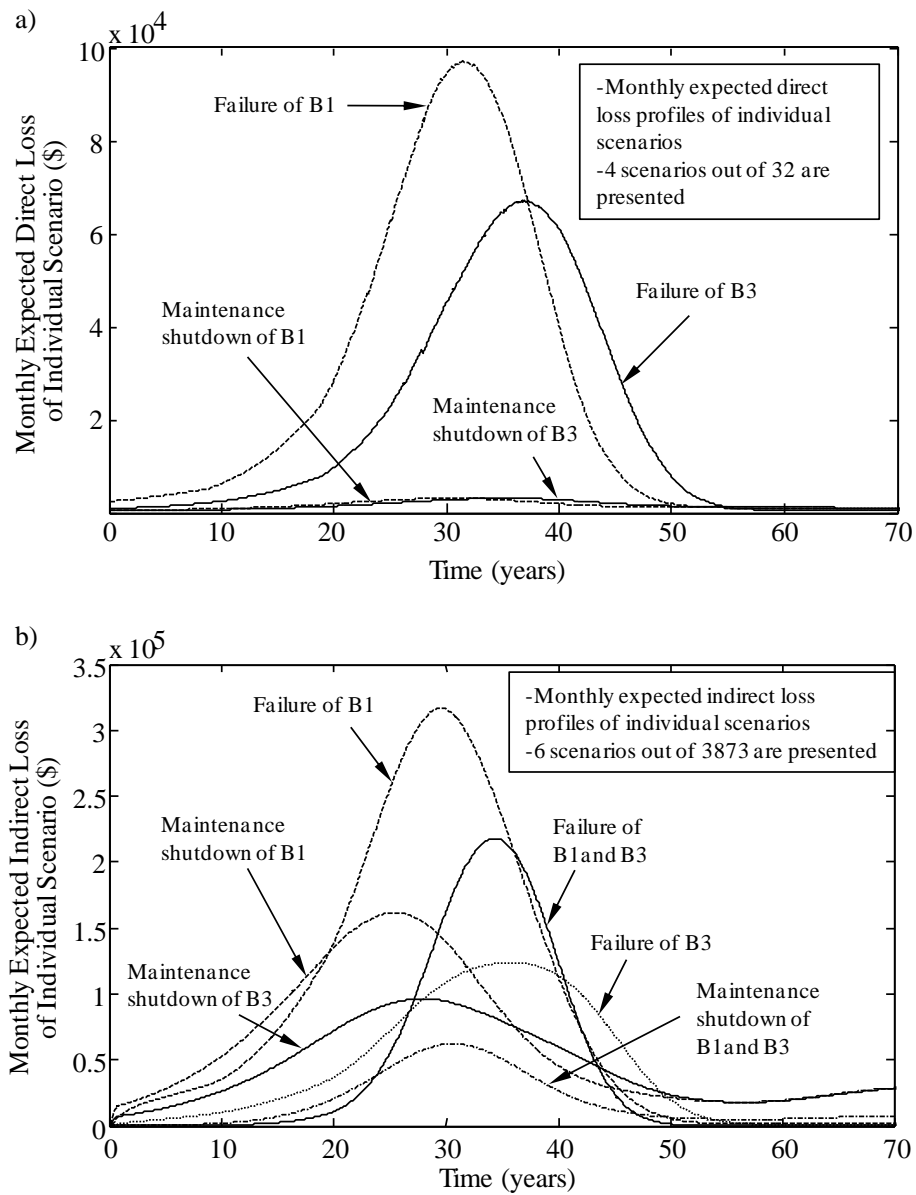 a)
x 10⁴
10
8
6
4
2
0
10
20
30
40
50
60
70
Monthly Expected Direct Loss
of Individual Scenario ($)
Time (years)
Failure of B1
-Monthly expected direct
loss profiles of individual
scenarios
-4 scenarios out of 32 are
presented
Failure of B3
Maintenance
shutdown of B1
Maintenance
shutdown of B3
b)
x 10⁵
3.5
3
2.5
2
1.5
1
0.5
0
0
10
20
30
40
50
60
70
Monthly Expected Indirect Loss
of Individual Scenario ($)
Time (years)
Failure of B1
-Monthly expected indirect loss
profiles of individual scenarios
-6 scenarios out of 3873 are presented
Maintenance
shutdown of B1
Failure of
B1and B3
Failure of B3
Maintenance
shutdown of B3
Maintenance
shutdown of
B1and B3